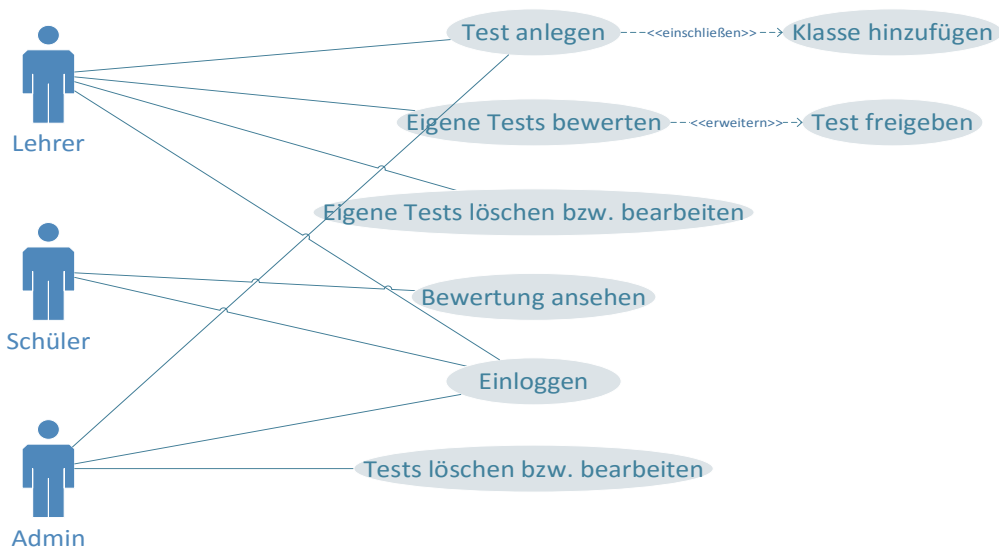 Test anlegen
<<einschließen>>
Klasse hinzufügen
Lehrer
Eigene Tests bewerten
<<erweitern>>
Test freigeben
Eigene Tests löschen bzw. bearbeiten
Schüler
Bewertung ansehen
Einloggen
Admin
Tests löschen bzw. bearbeiten